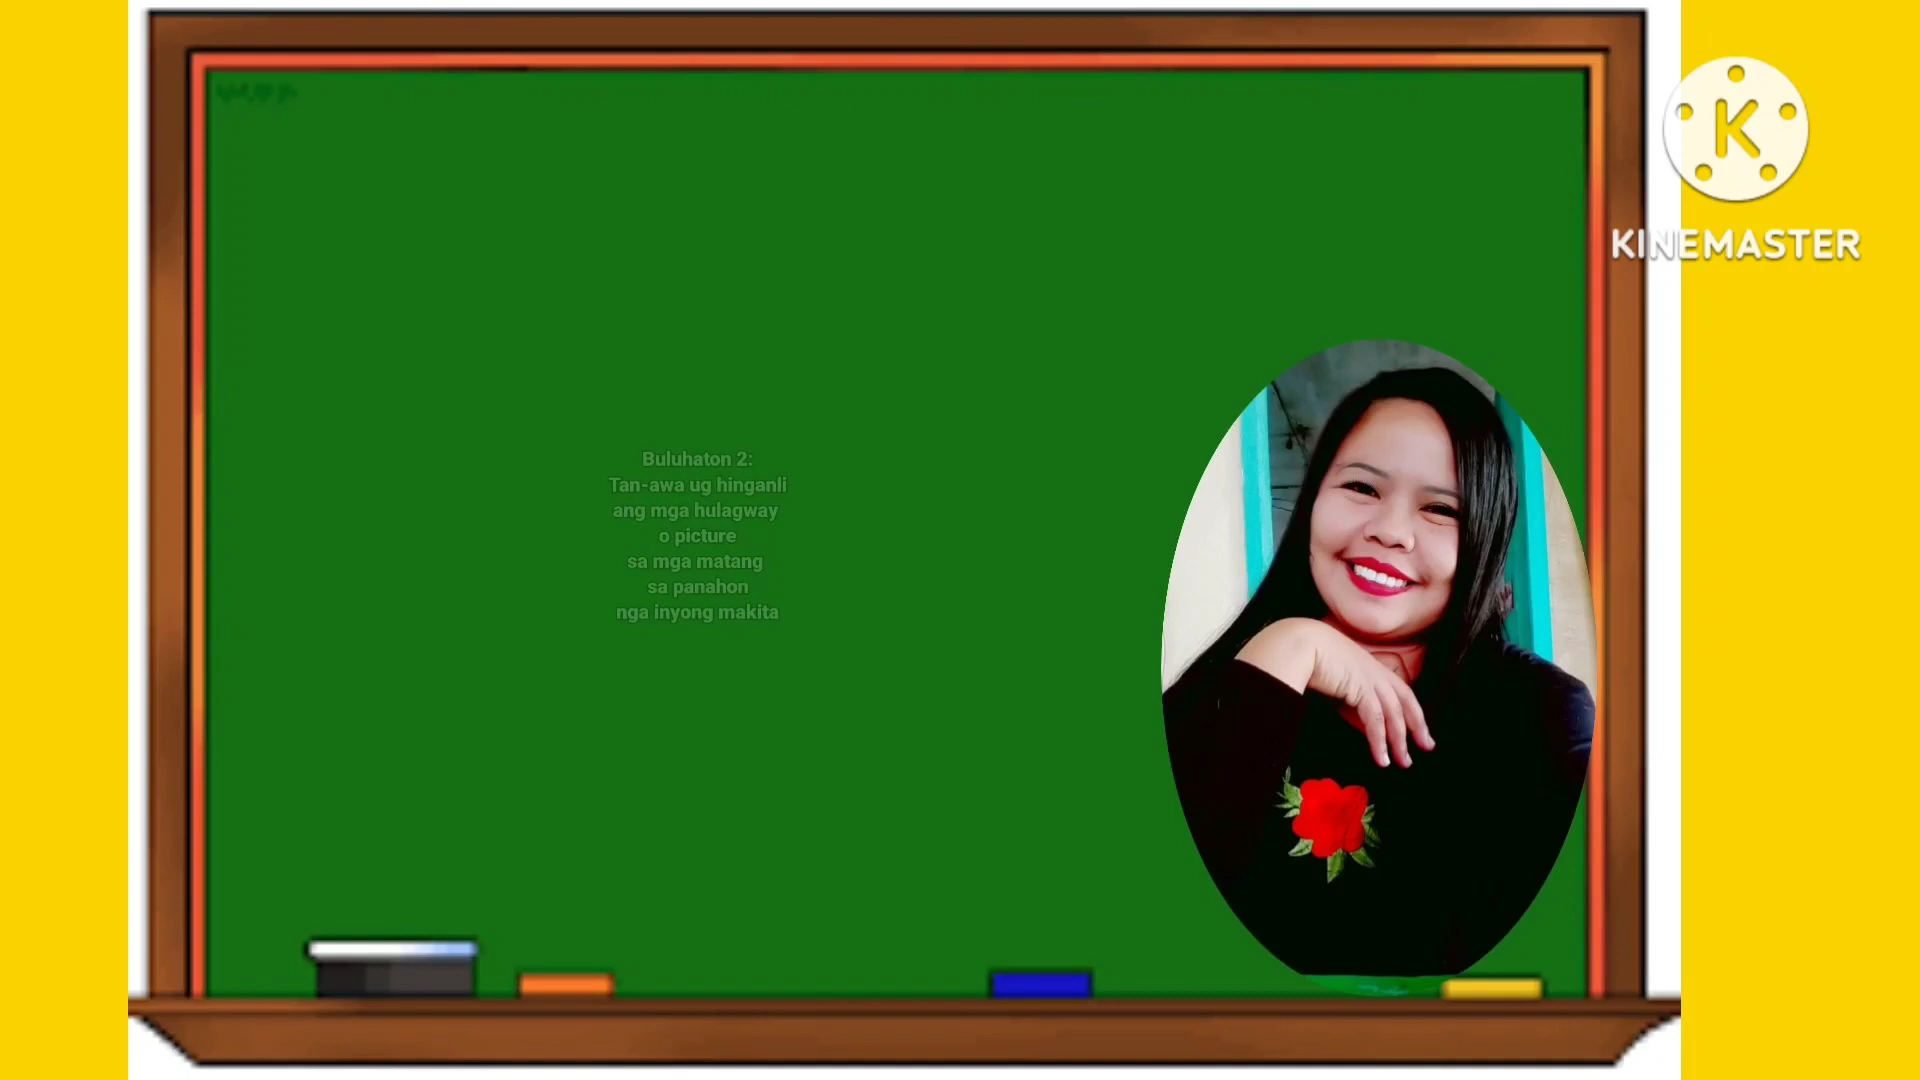 Buluhaton 2:
Tan-awa ug hinganli
ang mga hulagway
o picture
sa mga matang
sa panahon
nga inyong makita
K
KINEMASTER